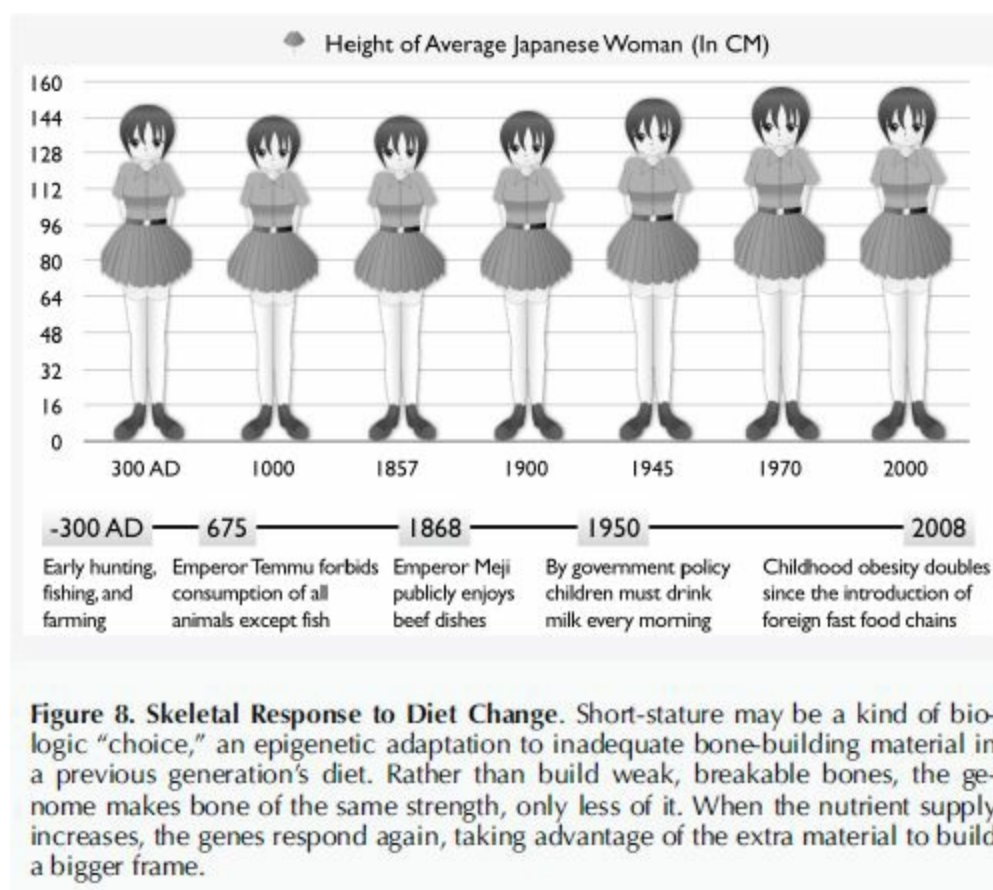 Height of Average Japanese Woman (In CM)
160
144
128
112
96
80
64
48
32
16
0
300 AD 1000 1857 1900 1945 1970 2000
-300 AD 675 1868 1950 2008
Early hunting, fishing, and farming
Emperor Temmu forbids consumption of all animals except fish
Emperor Meji publicly enjoys beef dishes
By government policy children must drink milk every morning
Childhood obesity doubles since the introduction of foreign fast food chains
Figure 8. Skeletal Response to Diet Change. Short-stature may be a kind of bio-
logic “choice,” an epigenetic adaptation to inadequate bone-building material in
a previous generation’s diet. Rather than build weak, breakable bones, the ge-
nome makes bone of the same strength, only less of it. When the nutrient supply
increases, the genes respond again, taking advantage of the extra material to build
a bigger frame.